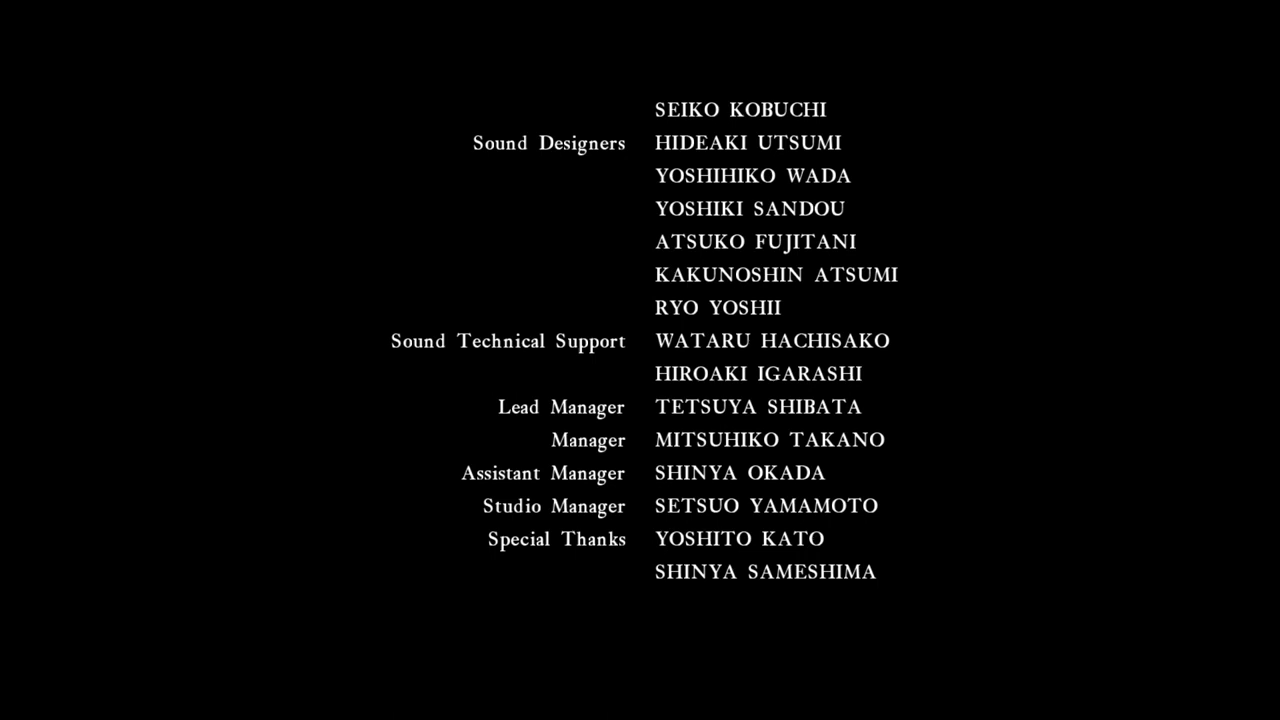 SEIKO KOBUCHI
Sound Designers HIDEAKI UTSUMI
YOSHIHIKO WADA
YOSHIKI SANDOU
ATSUKO FUJITANI
KAKUNOSHIN ATSUMI
RYO YOSHII
Sound Technical Support WATARU HACHISAKO
HIROAKI IGARASHI
Lead Manager TETSUYA SHIBATA
Manager MITSUHIKO TAKANO
Assistant Manager SHINYA OKADA
Studio Manager SETSUO YAMAMOTO
Special Thanks YOSHITO KATO
SHINYA SAMESHIMA